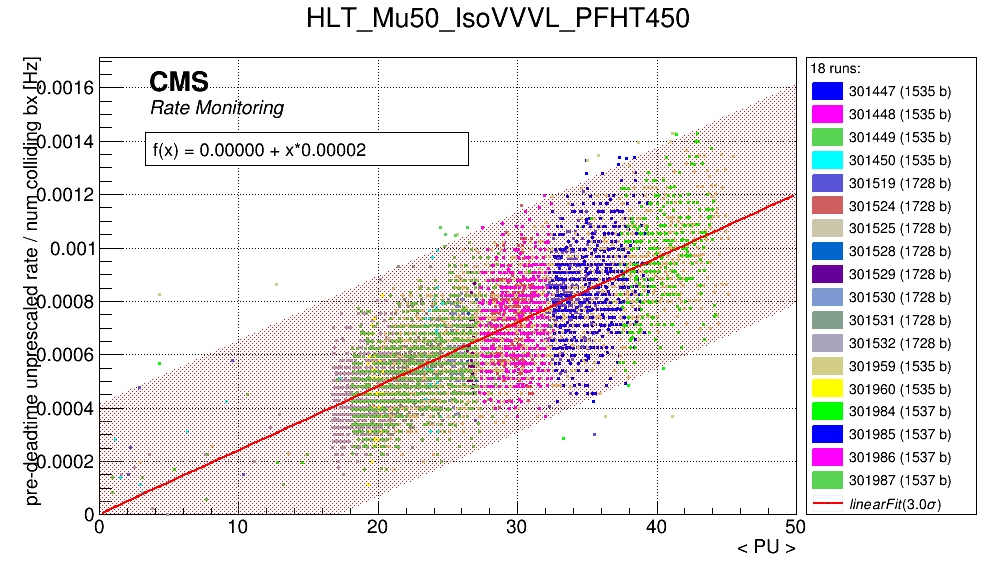 HLT_Mu50_IsoVVVL_PFHT450
pre-deadtime unprescaled rate / num colliding bx [Hz]
0.0016
0.0014
0.0012
0.001
0.0008
0.0006
0.0004
0.0002
0
CMS
Rate Monitoring
f(x) = 0.00000 + x*0.00002
0 10 20 30 40 50
< PU >
18 runs:
301447 (1535 b)
301448 (1535 b)
301449 (1535 b)
301450 (1535 b)
301519 (1728 b)
301524 (1728 b)
301525 (1728 b)
301528 (1728 b)
301529 (1728 b)
301530 (1728 b)
301531 (1728 b)
301532 (1728 b)
301959 (1535 b)
301960 (1535 b)
301984 (1537 b)
301985 (1537 b)
301986 (1537 b)
301987 (1537 b)
linearFit(3.0σ)